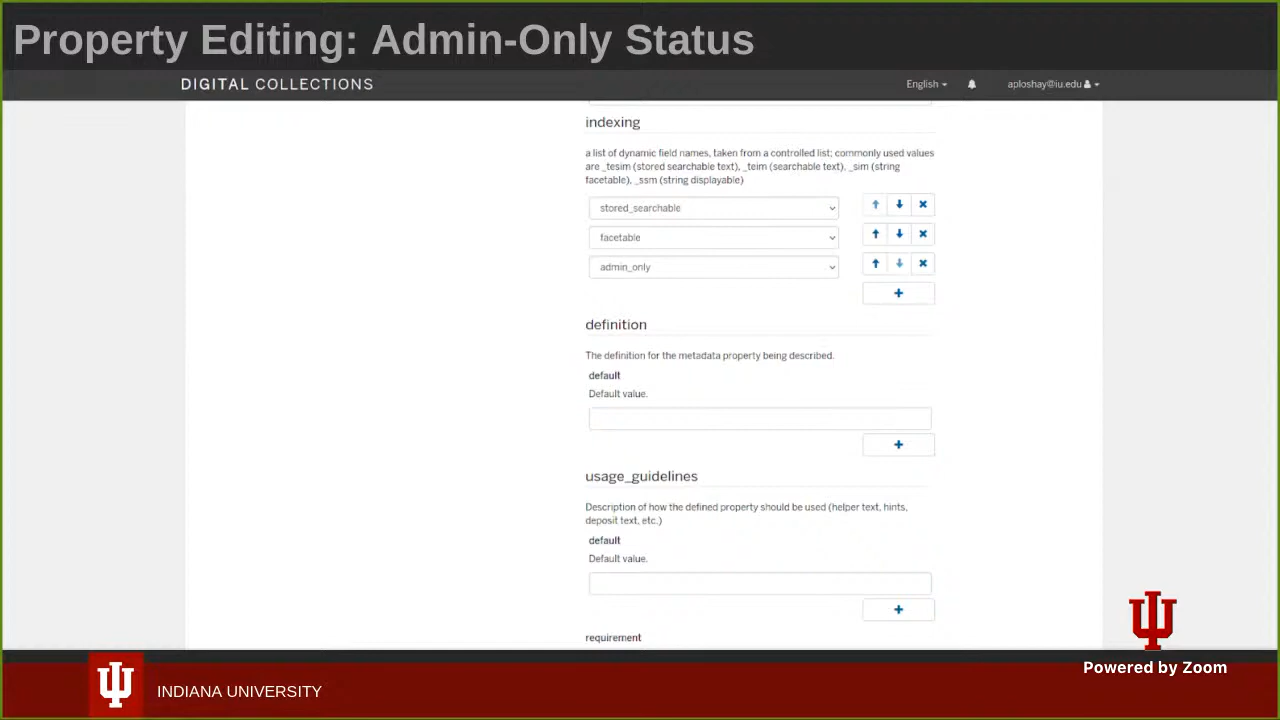 Property Editing: Admin-Only Status
DIGITAL COLLECTIONS
English
aploshay@iu.edu
indexing
a list of dynamic field names, taken from a controlled list; commonly used values
are _tesim (stored searchable text), _teim (searchable text), _sim (string
facetable), _ssm (string displayable)
stored_searchable
facetable
admin_only
definition
The definition for the metadata property being described.
default
Default value.
usage_guidelines
Description of how the defined property should be used (helper text, hints,
deposit text, etc.)
default
Default value.
requirement
Powered by Zoom
INDIANA UNIVERSITY